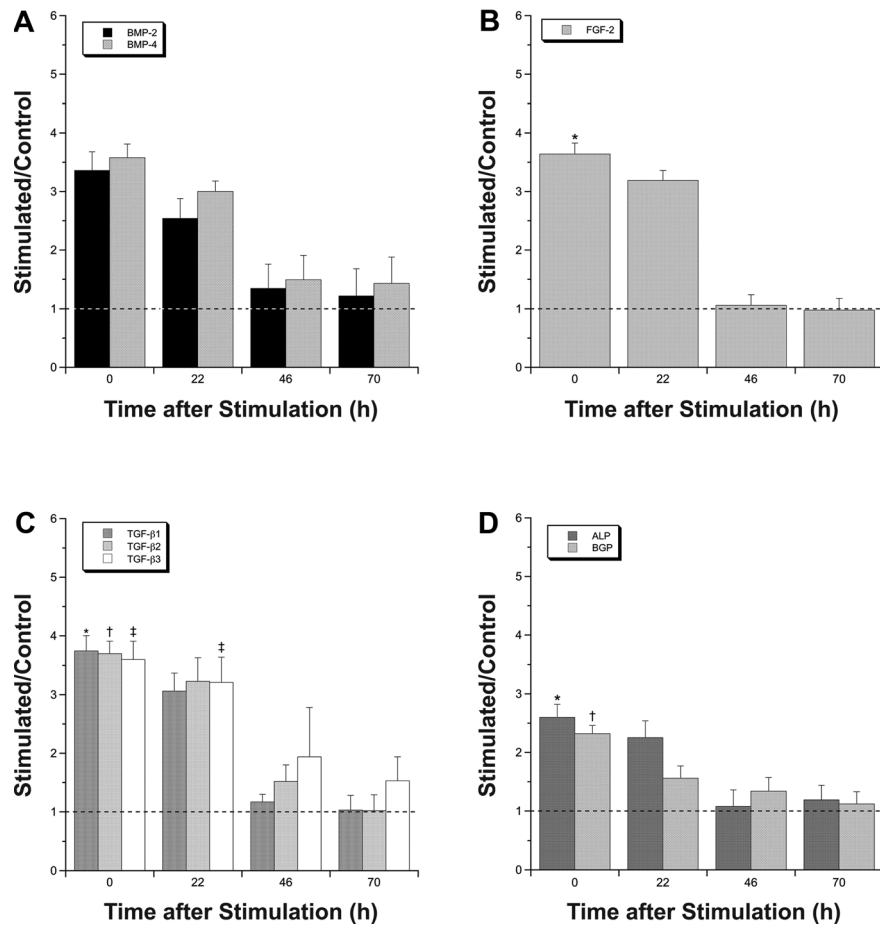 A
BMP-2
BMP-4
6
5
4
3
2
1
0
Stimulated/Control
0 22 46 70
Time after Stimulation (h)
B
FGF-2
6
5
4
3
2
1
0
Stimulated/Control
*
0 22 46 70
Time after Stimulation (h)
C
TGF-β1
TGF-β2
TGF-β3
6
5
4
3
2
1
0
Stimulated/Control
* † ‡ ‡
0 22 46 70
Time after Stimulation (h)
D
ALP
BGP
6
5
4
3
2
1
0
Stimulated/Control
* †
0 22 46 70
Time after Stimulation (h)